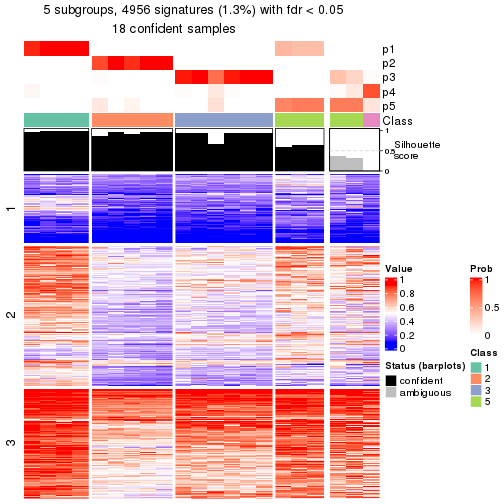 5 subgroups, 4956 signatures (1.3%) with fdr < 0.05
18 confident samples
p1
p2
p3
p4
p5
Class
1
0.5
0
Silhouette
score
1
2
3
Value
1
0.8
0.6
0.4
0.2
0
Status (barplots)
confident
ambiguous
Prob
1
0.5
0
Class
1
2
3
5